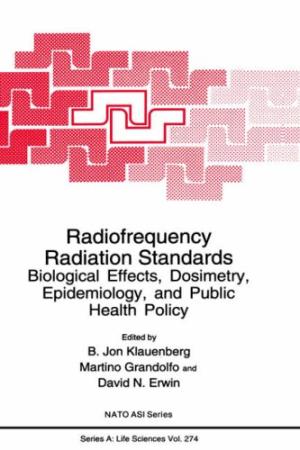 Radiofrequency
Radiation Standards
Biological Effects, Dosimetry,
Epidemiology, and Public
Health Policy
Edited by
B. Jon Klauenberg
Martino Grandolfo and
David N. Erwin
NATO ASI Series
Series A: Life Sciences Vol. 274